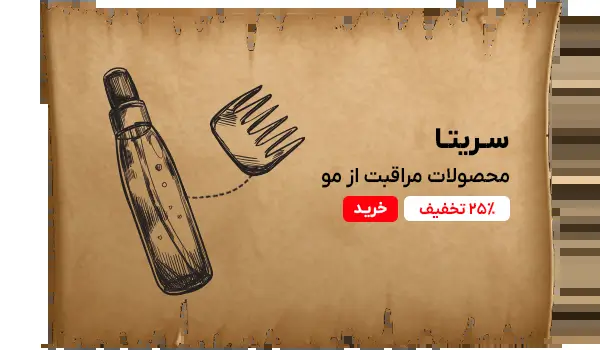 سریتا
محصولات مراقبت از مو
۲۵٪ تخفیف خرید